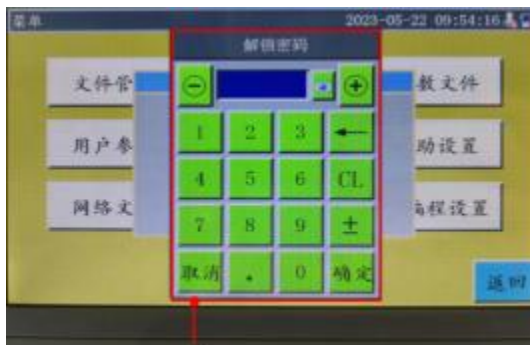 菜单 2023-05-22 09:54:16
解锁密码
文件管
数文件
1 2 3 ←
用户参
助设置
4 5 6 CL
网络文
编程设置
7 8 9 ±
取消 . 0 确定
返回